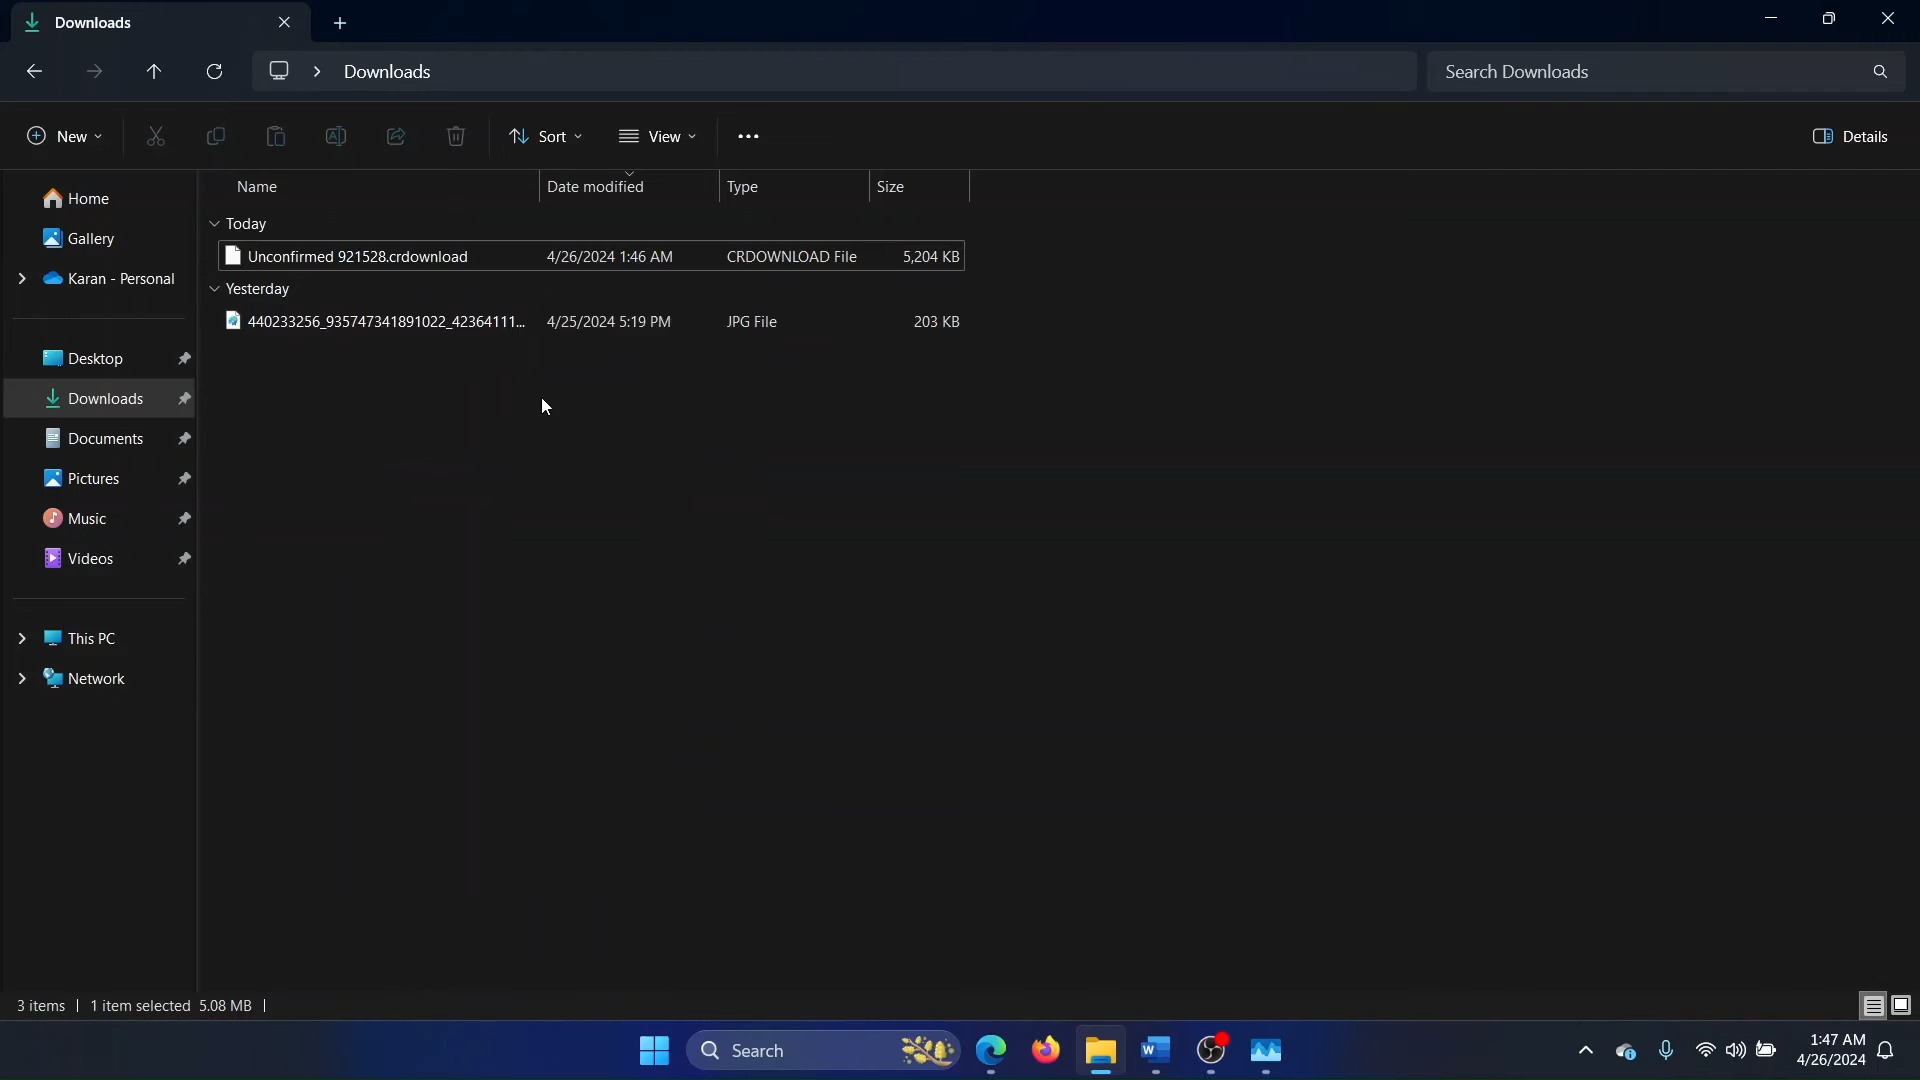 Downloads
Downloads
Search Downloads
New
Sort
View
Details
Name
Date modified
Type
Size
Home
Gallery
Karan - Personal
Desktop
Downloads
Documents
Pictures
Music
Videos
This PC
Network
Today
Unconfirmed 921528.crdownload 4/26/2024 1:46 AM CRDOWNLOAD File 5,204 KB
Yesterday
440233256_935747341891022_42364111... 4/25/2024 5:19 PM JPG File 203 KB
3 items 1 item selected 5.08 MB
Search
W
1:47 AM
4/26/2024